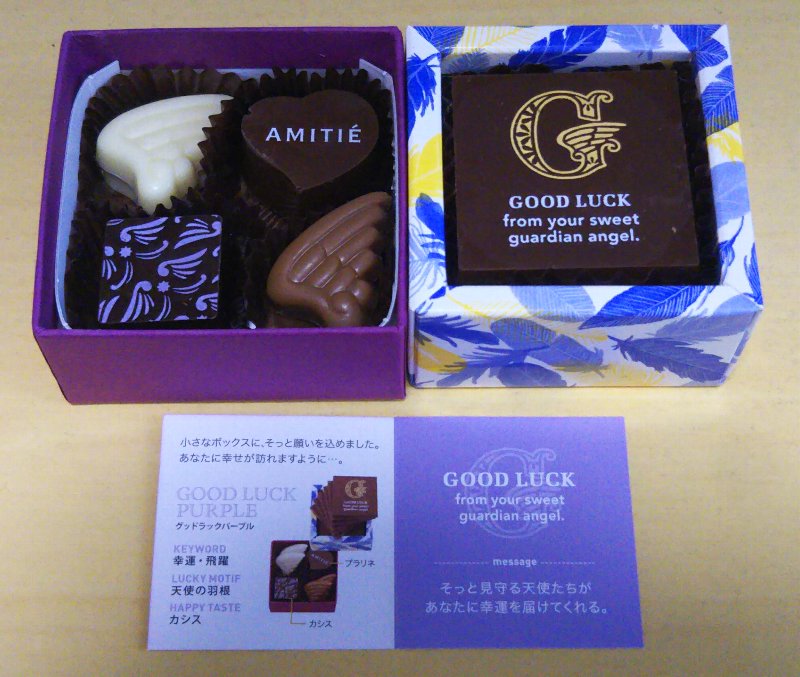 AMITIÉ
G
GOOD LUCK
from your sweet
guardian angel.
小さなボックスに、そっと願いを込めました。
あなたに幸せが訪れますように…。
GOOD LUCK
PURPLE
グッドラックパープル
KEYWORD
幸運・飛躍
LUCKY MOTIF
天使の羽根
HAPPY TASTE
カシス
G
GOOD LUCK
AMITIÉ
プラリネ
カシス
G
GOOD LUCK
from your sweet
guardian angel.
message
そっと見守る天使たちが
あなたに幸運を届けてくれる。